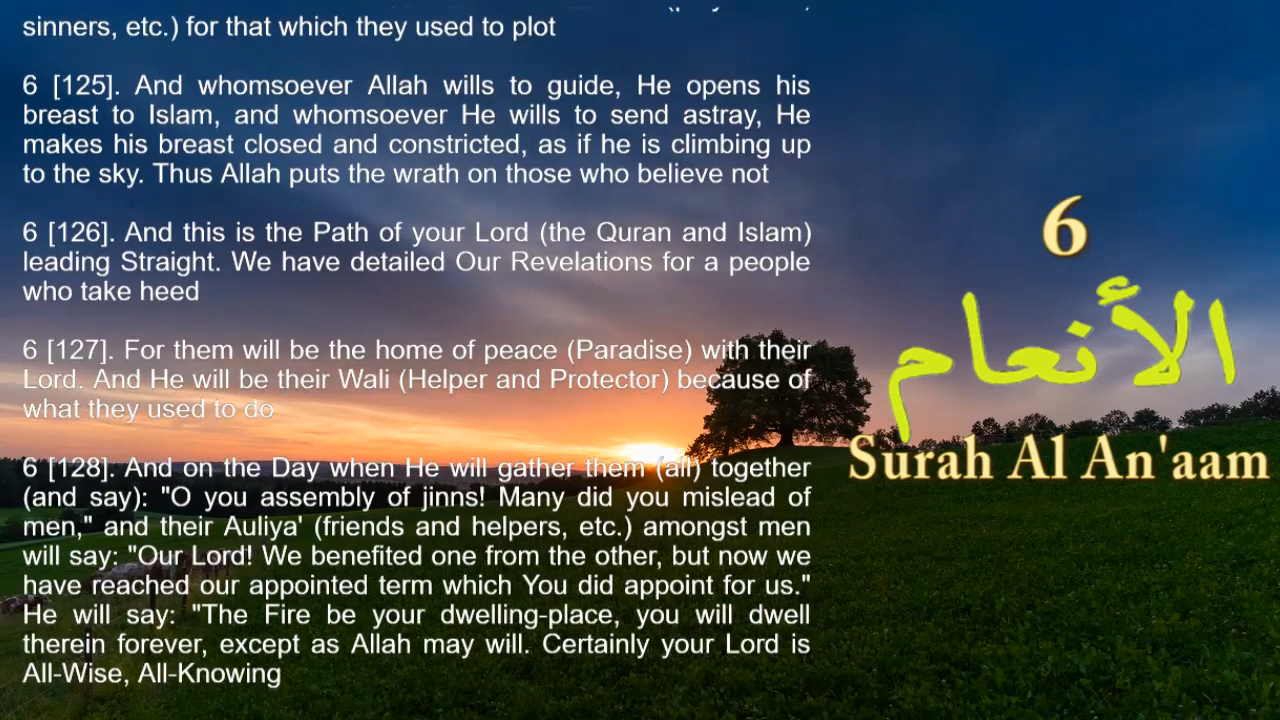 sinners, etc.) for that which they used to plot
6 [125]. And whomsoever Allah wills to guide, He opens his
breast to Islam, and whomsoever He wills to send astray, He
makes his breast closed and constricted, as if he is climbing up
to the sky. Thus Allah puts the wrath on those who believe not
6 [126]. And this is the Path of your Lord (the Quran and Islam)
leading Straight. We have detailed Our Revelations for a people
who take heed
6 [127]. For them will be the home of peace (Paradise) with their
Lord. And He will be their Wali (Helper and Protector) because of
what they used to do
6 [128]. And on the Day when He will gather them (all) together
(and say): "O you assembly of jinns! Many did you mislead of
men," and their Auliya' (friends and helpers, etc.) amongst men
will say: "Our Lord! We benefited one from the other, but now we
have reached our appointed term which You did appoint for us."
He will say: "The Fire be your dwelling-place, you will dwell
therein forever, except as Allah may will. Certainly your Lord is
All-Wise, All-Knowing
6
الأنعام
Surah Al An'aam